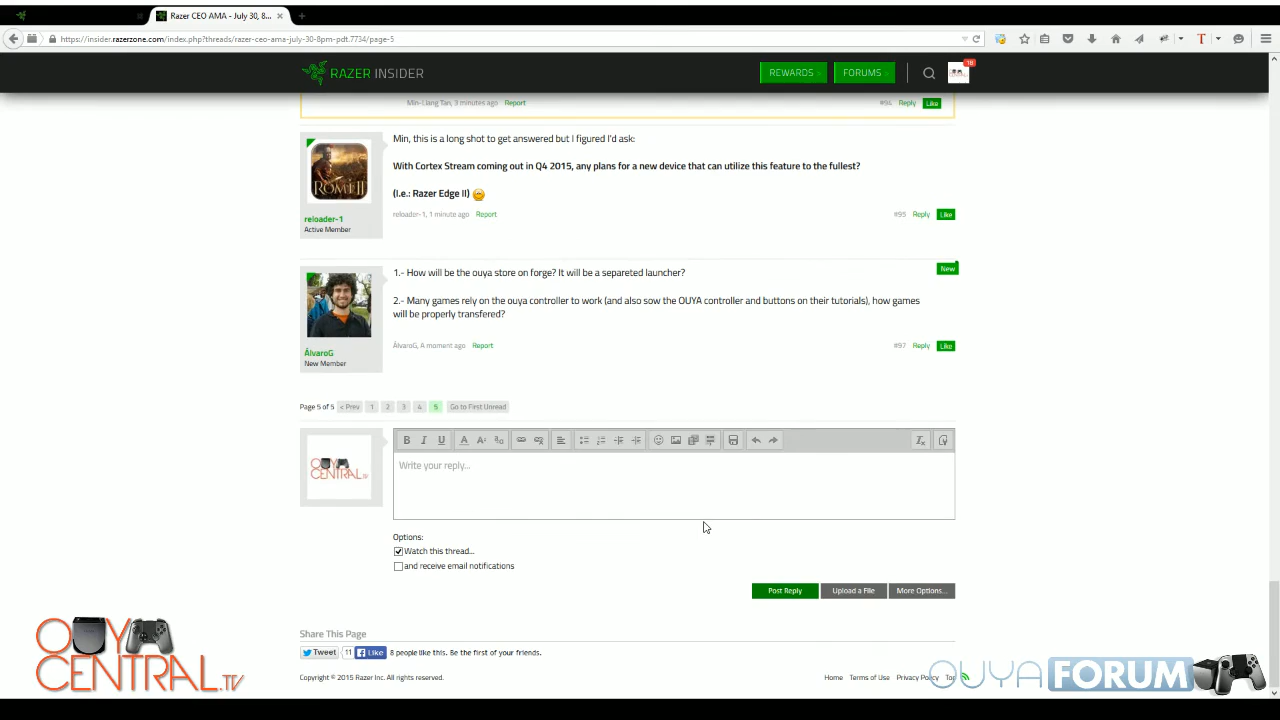 Razer CEO AMA - July 30, 8...
https://insider.razerzone.com/index.php?threads/razer-ceo-ama-july-30-8pm-pdt.7734/page-5
RAZER INSIDER
REWARDS
FORUMS
18
Min-Liang Tan, 3 minutes ago Report
#94 Reply Like
Min, this is a long shot to get answered but I figured I'd ask:
With Cortex Stream coming out in Q4 2015, any plans for a new device that can utilize this feature to the fullest?
(I.e.: Razer Edge II)
ROME II
reloader-1
Active Member
reloader-1, 1 minute ago Report
#95 Reply Like
1.- How will be the ouya store on forge? It will be a separeted launcher?
New
2.- Many games rely on the ouya controller to work (and also sow the OUYA controller and buttons on their tutorials), how games
will be properly transfered?
ÁlvaroG
New Member
ÁlvaroG, A moment ago Report
#97 Reply Like
Page 5 of 5 < Prev 1 2 3 4 5 Go to First Unread
B I U
OUYA CENTRAL.TV
Write your reply...
Options:
Watch this thread...
and receive email notifications
Post Reply Upload a File More Options...
Share This Page
Tweet 11 Like 8 people like this. Be the first of your friends.
Copyright © 2015 Razer Inc. All rights reserved.
Home Terms of Use Privacy Policy Top
OUYA
CENTRAL.TV
OUYAFORUM